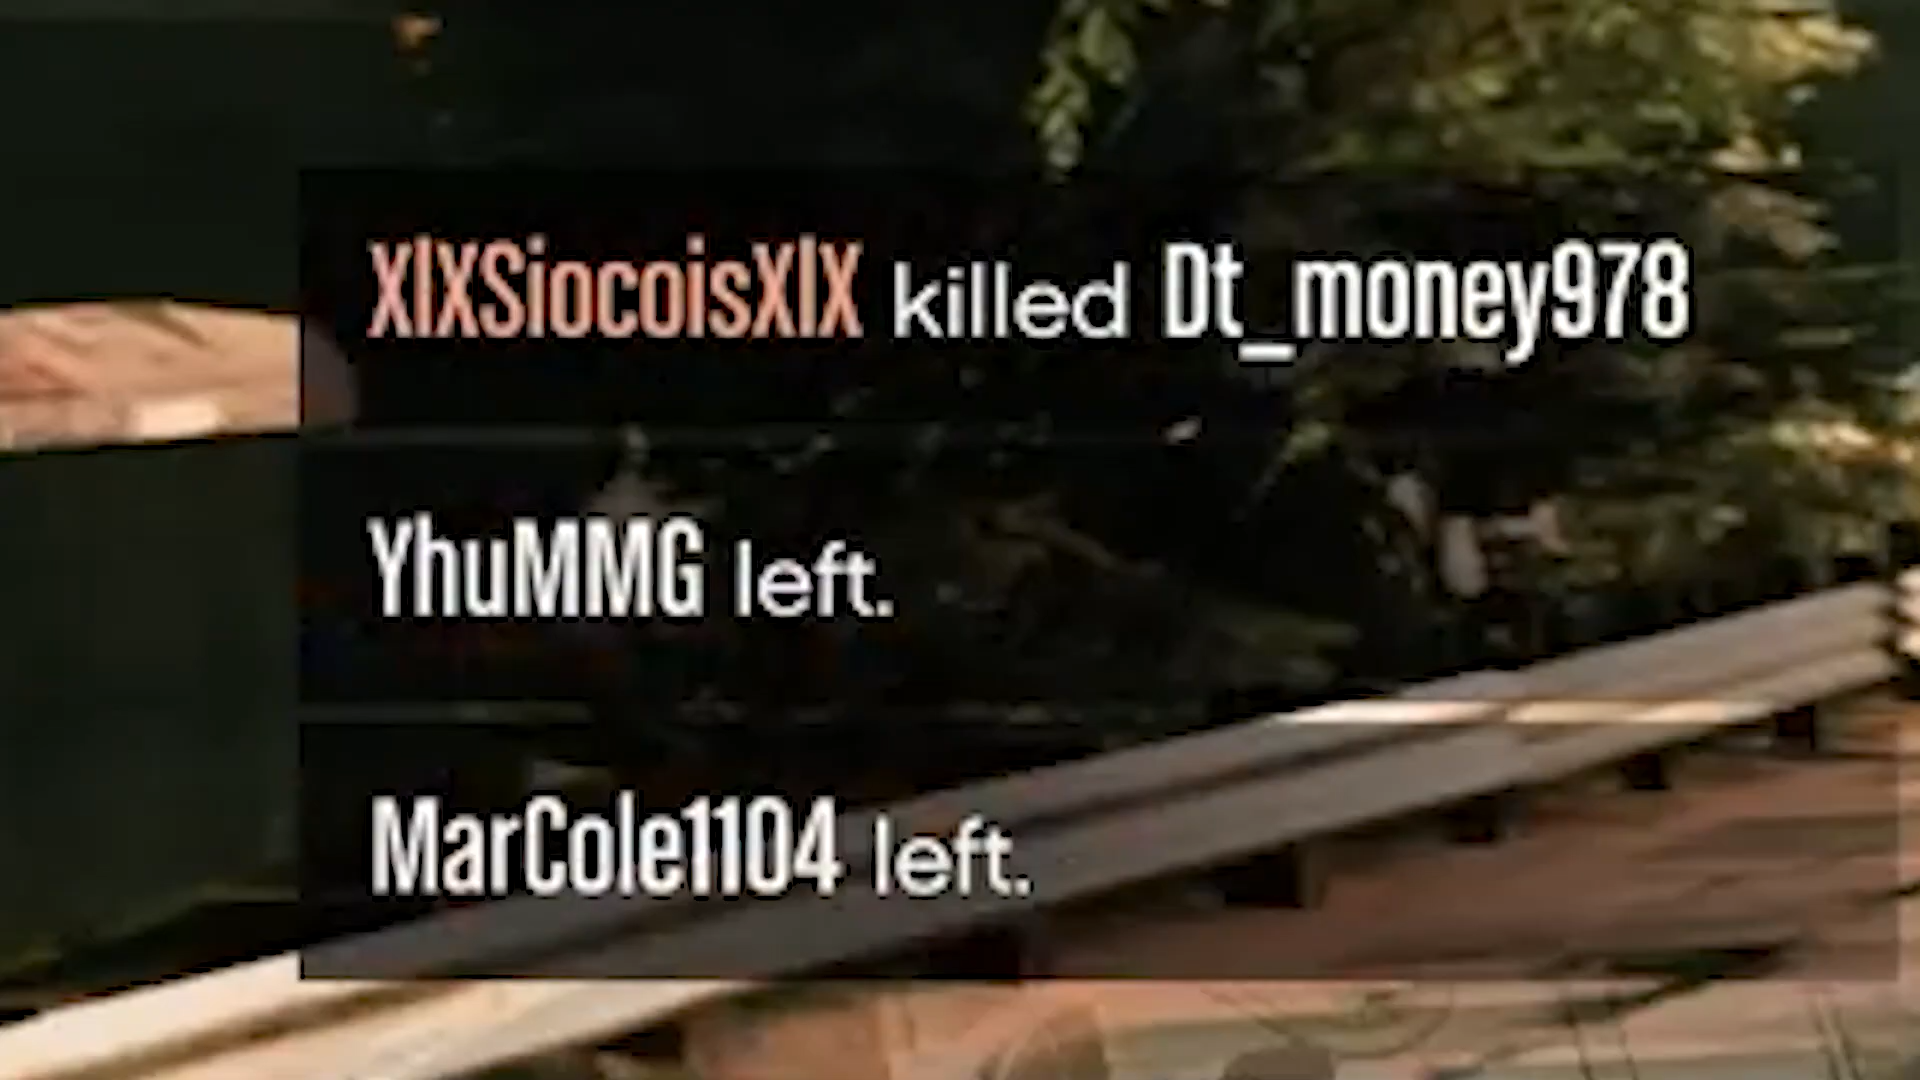 XIXSiocoisXIX killed Dt_money978
YhuMMG left.
MarCole1104 left.